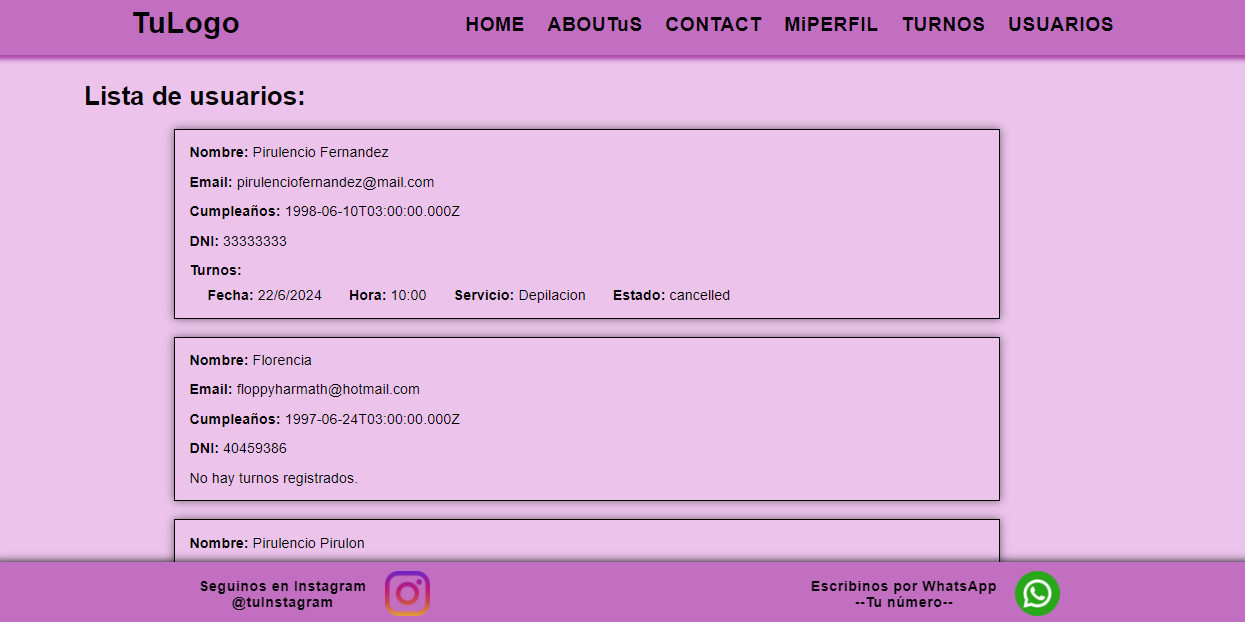 TuLogo HOME ABOUTuS CONTACT MiPERFIL TURNOS USUARIOS
Lista de usuarios:
Nombre: Pirulencio Fernandez
Email: pirulenciofernandez@mail.com
Cumpleaños: 1998-06-10T03:00:00.000Z
DNI: 33333333
Turnos:
Fecha: 22/6/2024 Hora: 10:00 Servicio: Depilacion Estado: cancelled
Nombre: Florencia
Email: floppyharmath@hotmail.com
Cumpleaños: 1997-06-24T03:00:00.000Z
DNI: 40459386
No hay turnos registrados.
Nombre: Pirulencio Pirulon
Seguinos en Instagram
@tuInstagram
Escribinos por WhatsApp
--Tu número--